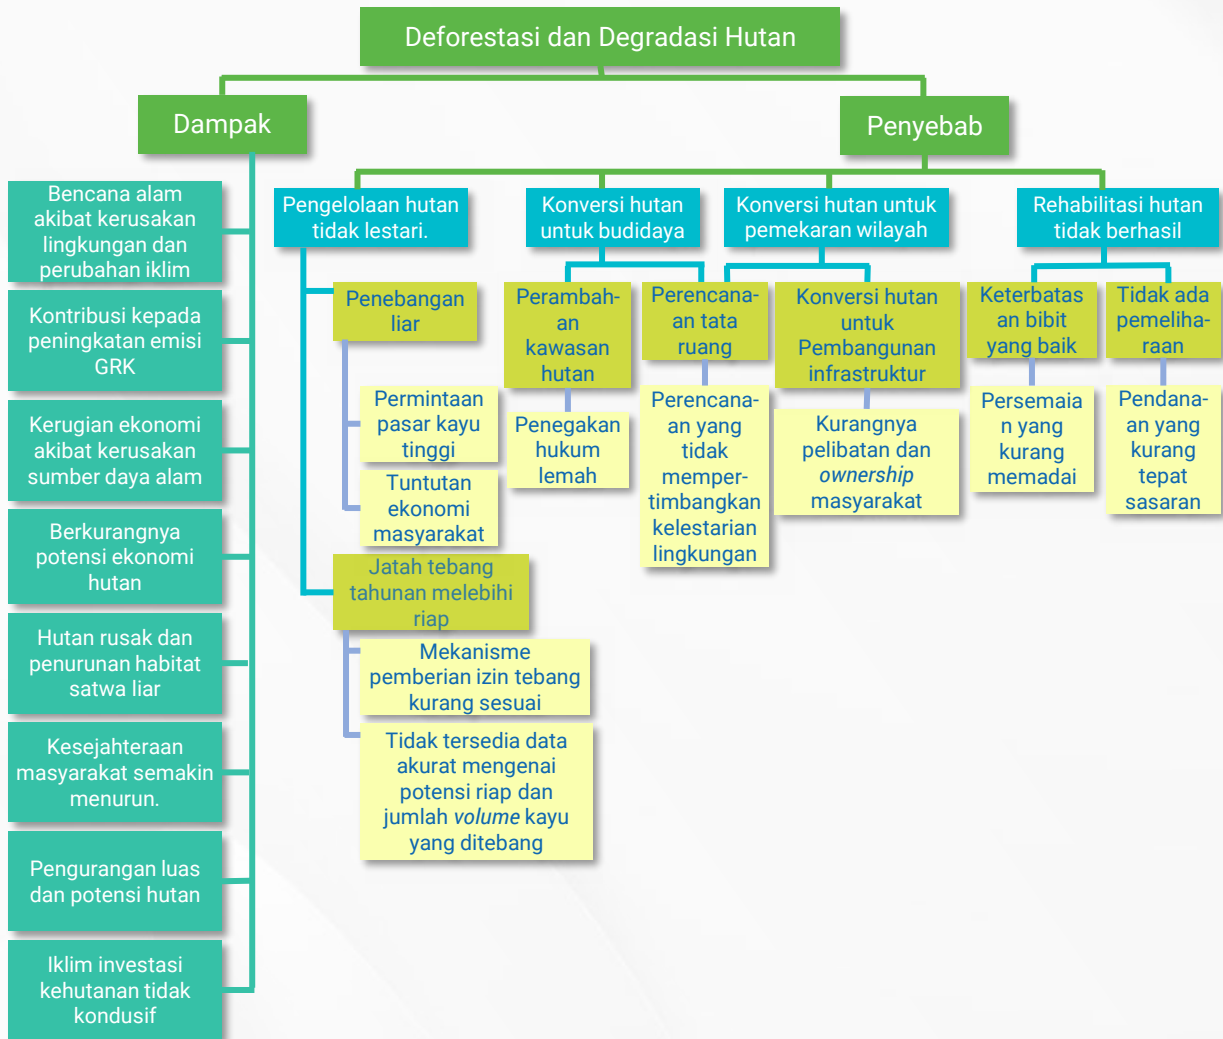 Deforestasi dan Degradasi Hutan
Dampak
Bencana alam
akibat kerusakan
lingkungan dan
perubahan iklim
Kontribusi kepada
peningkatan emisi
GRK
Kerugian ekonomi
akibat kerusakan
sumber daya alam
Berkurangnya
potensi ekonomi
hutan
Hutan rusak dan
penurunan habitat
satwa liar
Kesejahteraan
masyarakat semakin
menurun.
Pengurangan luas
dan potensi hutan
Iklim investasi
kehutanan tidak
kondusif
Penyebab
Pengelolaan hutan
tidak lestari.
Penebangan
liar
Permintaan
pasar kayu
tinggi
Tuntutan
ekonomi
masyarakat
Jatah tebang
tahunan melebihi
riap
Mekanisme
pemberian izin tebang
kurang sesuai
Tidak tersedia data
akurat mengenai
potensi riap dan
jumlah volume kayu
yang ditebang
Konversi hutan
untuk budidaya
Perambah-
an
kawasan
hutan
Penegakan
hukum
lemah
Perencana-
an tata
ruang
Perencana-
an yang
tidak
memper-
timbangkan
kelestarian
lingkungan
Konversi hutan untuk
pemekaran wilayah
Konversi hutan
untuk
Pembangunan
infrastruktur
Kurangnya
pelibatan dan
ownership
masyarakat
Rehabilitasi hutan
tidak berhasil
Keterbatas
an bibit
yang baik
Persemaia
n yang
kurang
memadai
Tidak ada
pemeliha-
raan
Pendana-
an yang
kurang
tepat
sasaran